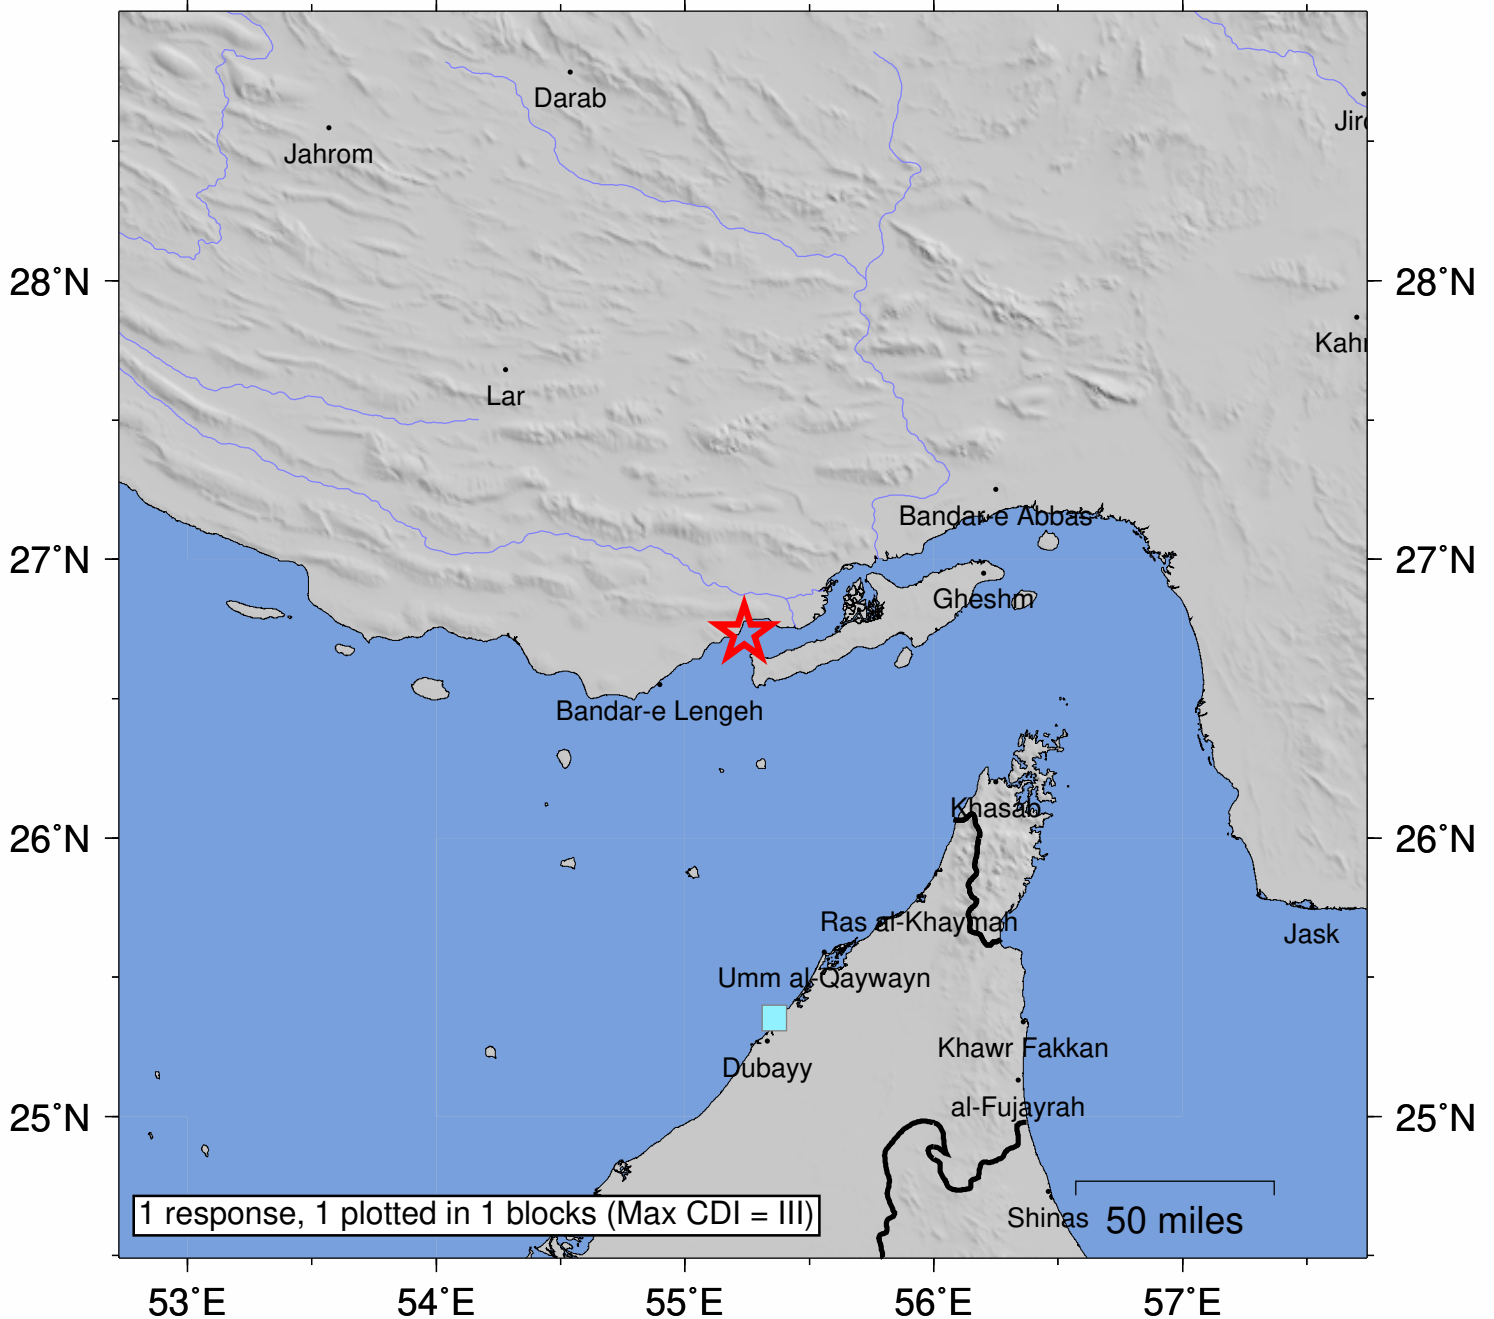 Darab
Jahrom
Jiro
28°N
28°N
Kahn
Lar
Bandar-e Abbas
27°N
27°N
Gheshm
Bandar-e Lengeh
Khasab
26°N
26°N
Ras al-Khaymah
Jask
Umm al-Qaywayn
Khawr Fakkan
Dubayy
al-Fujayrah
25°N
25°N
1 response, 1 plotted in 1 blocks (Max CDI = III)
Shinas
50 miles
53°E
54°E
55°E
56°E
57°E